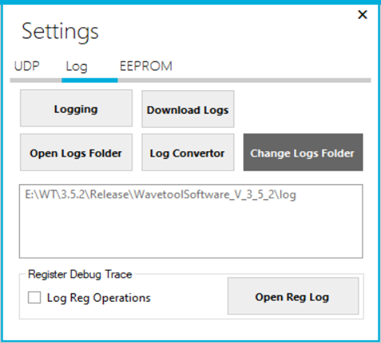 Settings
UDP Log EEPROM
Logging Download Logs
Open Logs Folder Log Convertor Change Logs Folder
E:\WT\3.5.2\Release\WavetoolSoftware_V_3_5_2\log
Register Debug Trace
Log Reg Operations Open Reg Log